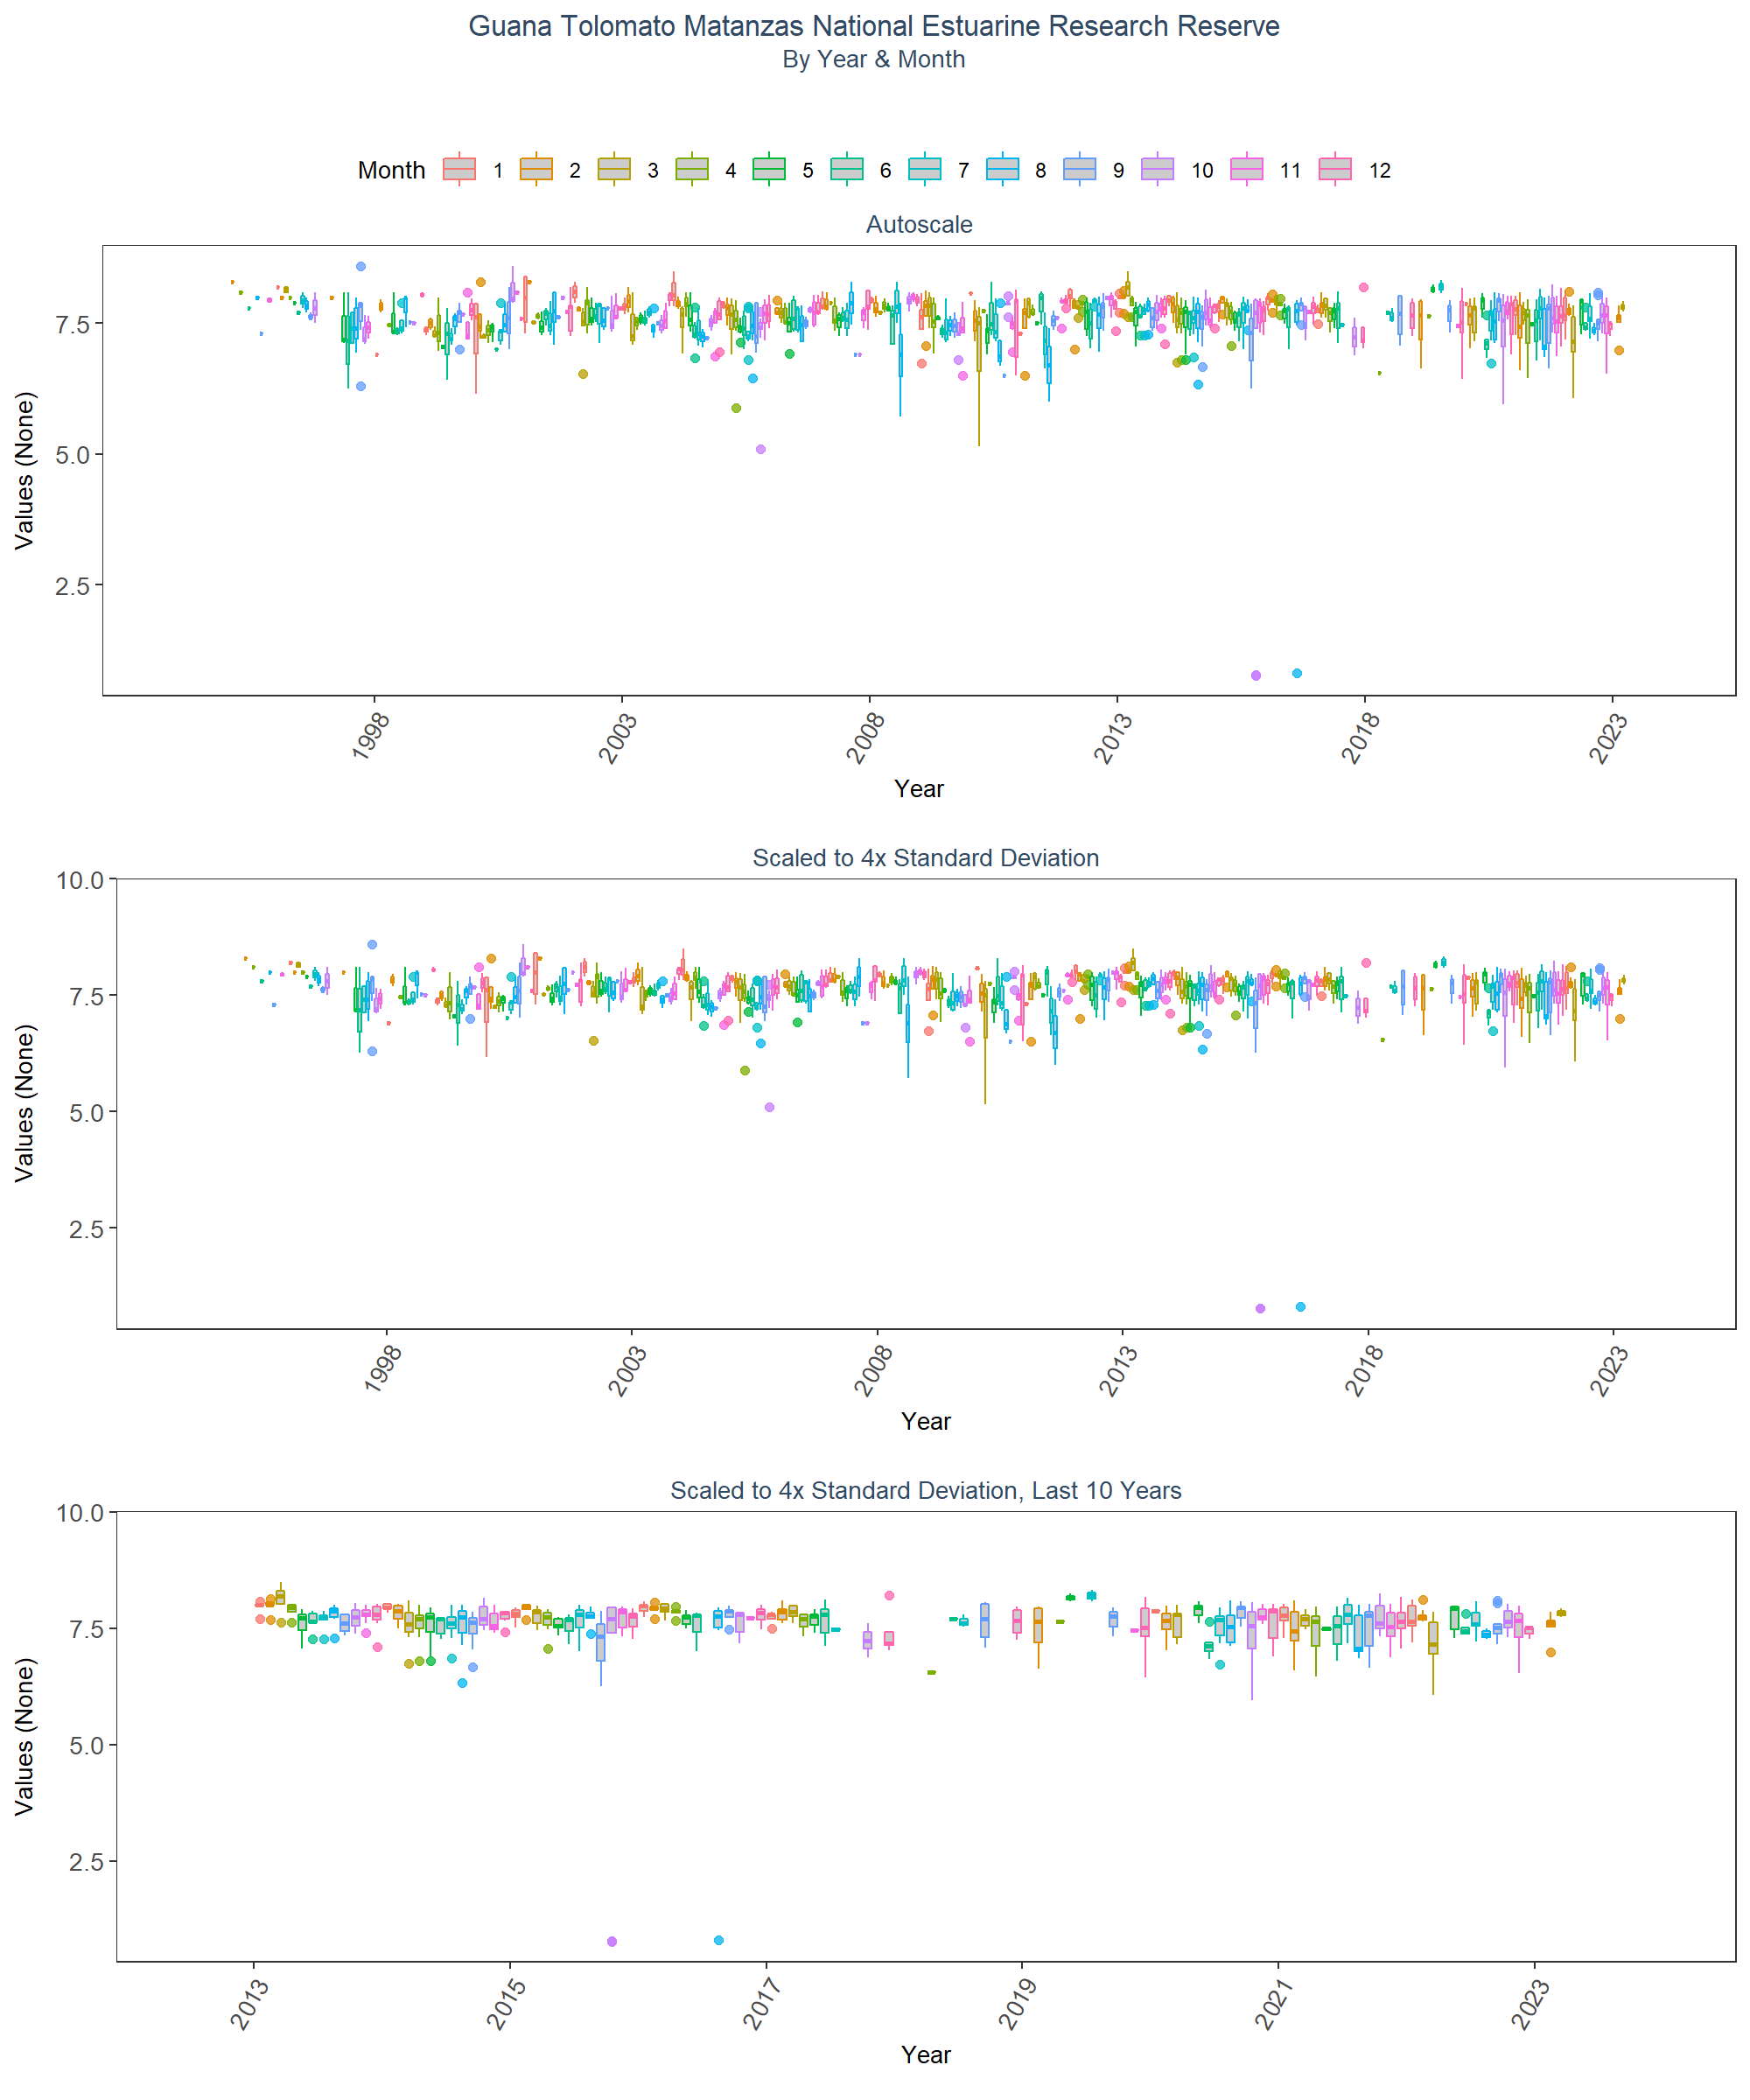 Guana Tolomato Matanzas National Estuarine Research Reserve
By Year & Month
Month 1 2 3 4 5 6 7 8 9 10 11 12
Autoscale
7.5
5.0
2.5
Values (None)
1998 2003 2008 2013 2018 2023
Year
Scaled to 4x Standard Deviation
10.0
7.5
5.0
2.5
Values (None)
1998 2003 2008 2013 2018 2023
Year
Scaled to 4x Standard Deviation, Last 10 Years
10.0
7.5
5.0
2.5
Values (None)
2013 2015 2017 2019 2021 2023
Year